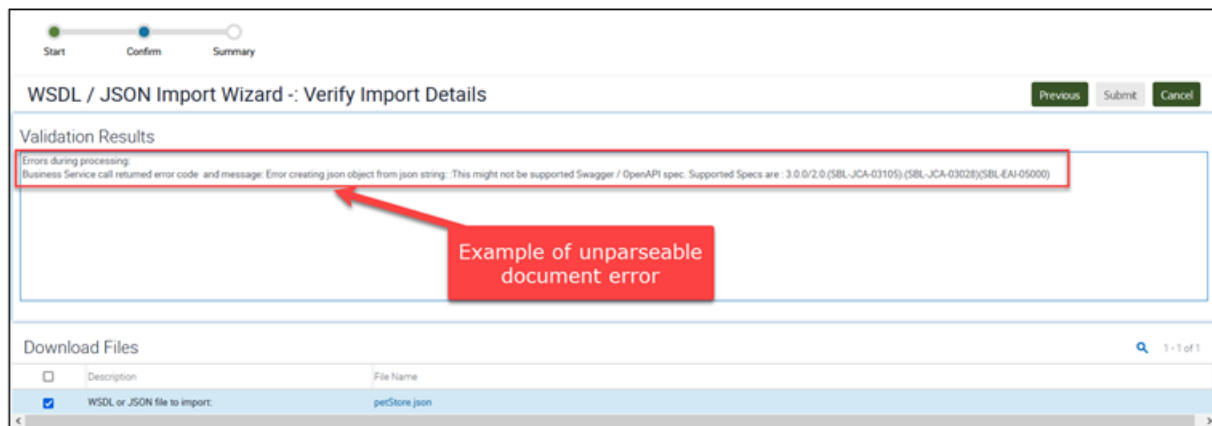 Start Confirm Summary
WSDL / JSON Import Wizard -: Verify Import Details
Previous Submit Cancel
Validation Results
Errors during processing:
Business Service call returned error code and message: Error creating json object from json string: :This might not be supported Swagger / OpenAPI spec. Supported Specs are : 3.0.0/2.0.(SBL-JCA-03105).(SBL-JCA-03028)(SBL-EAI-05000)
Example of unparseable
document error
Download Files
1 - 1 of 1
Description File Name
WSDL or JSON file to import: petStore.json